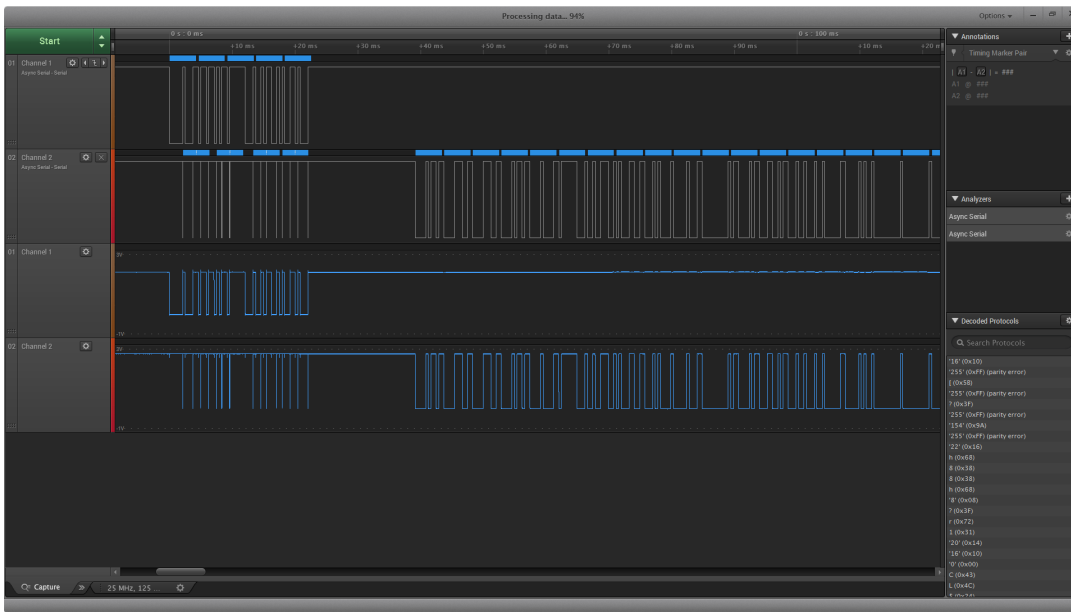 Processing data... 94%
Options
Start
0 s : 0 ms
0 s : 100 ms
+10 ms
+20 ms
+30 ms
+40 ms
+50 ms
+60 ms
+70 ms
+80 ms
+90 ms
+10 ms
01 Channel 1
Async Serial - Serial
02 Channel 2
Async Serial - Serial
01 Channel 1
3V
-1V
02 Channel 2
3V
-1V
Annotations
Timing Marker Pair
| A1 - A2 | = ###
A1 @ ###
A2 @ ###
Analyzers
Async Serial
Async Serial
Decoded Protocols
Search Protocols
'16' (0x10)
'255' (0xFF) (parity error)
[ (0x5B)
'255' (0xFF) (parity error)
? (0x3F)
'255' (0xFF) (parity error)
'154' (0x9A)
'255' (0xFF) (parity error)
'22' (0x16)
h (0x68)
8 (0x38)
8 (0x38)
h (0x68)
'8' (0x08)
? (0x3F)
r (0x72)
1 (0x31)
'20' (0x14)
'16' (0x10)
'0' (0x00)
C (0x43)
L (0x4C)
Capture
25 MHz, 125 ...